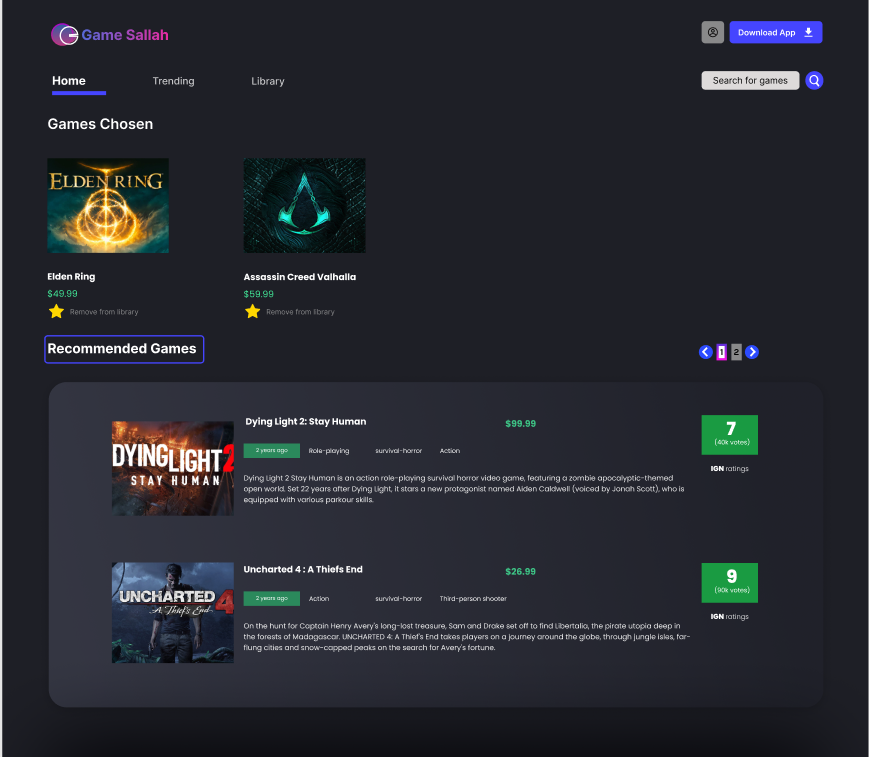 Game Sallah
Download App
Home
Trending
Library
Search for games
Games Chosen
ELDEN RING
Elden Ring
Assassin Creed Valhalla
$49.99
$59.99
Remove from library
Remove from library
Recommended Games
1
2
DYINGLIGHT2
STAY HUMAN
Dying Light 2: Stay Human
$99.99
7
(40k votes)
IGN ratings
2 years ago
Role-playing
survival-horror
Action
Dying Light 2 Stay Human is an action role-playing survival horror video game, featuring a zombie apocalyptic-themed
open world. Set 22 years after Dying Light, it stars a new protagonist named Aiden Caldwell (voiced by Jonah Scott), who is
equipped with various parkour skills.
UNCHARTED 4
A Thief's End
Uncharted 4 : A Thiefs End
$26.99
9
(90k votes)
IGN ratings
2 years ago
Action
survival-horror
Third-person shooter
On the hunt for Captain Henry Avery's long-lost treasure, Sam and Drake set off to find Libertalia, the pirate utopia deep in
the forests of Madagascar. UNCHARTED 4: A Thief's End takes players on a journey around the globe, through jungle isles, far-
flung cities and snow-capped peaks on the search for Avery's fortune.